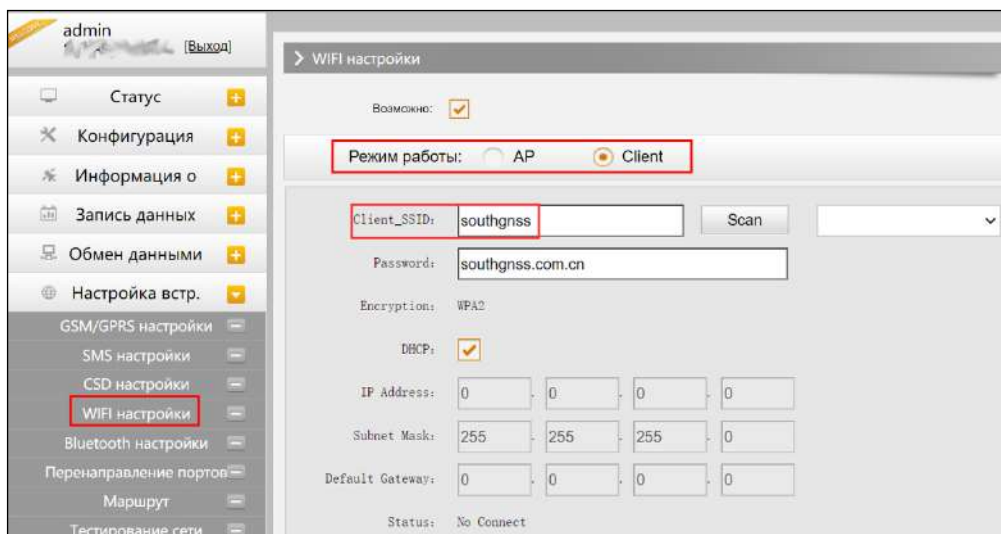 admin
[Выход]
Статус
Конфигурация
Информация о
Запись данных
Обмен данными
Настройка встр.
GSM/GPRS настройки
SMS настройки
CSD настройки
WIFI настройки
Bluetooth настройки
Перенаправление портов
Маршрут
Тестирование сети
WIFI настройки
Возможно:
Режим работы: AP Client
Client_SSID: southgnss Scan
Password: southgnss.com.cn
Encryption: WPA2
DHCP:
IP Address: 0 . 0 . 0 . 0
Subnet Mask: 255 . 255 . 255 . 0
Default Gateway: 0 . 0 . 0 . 0
Status: No Connect